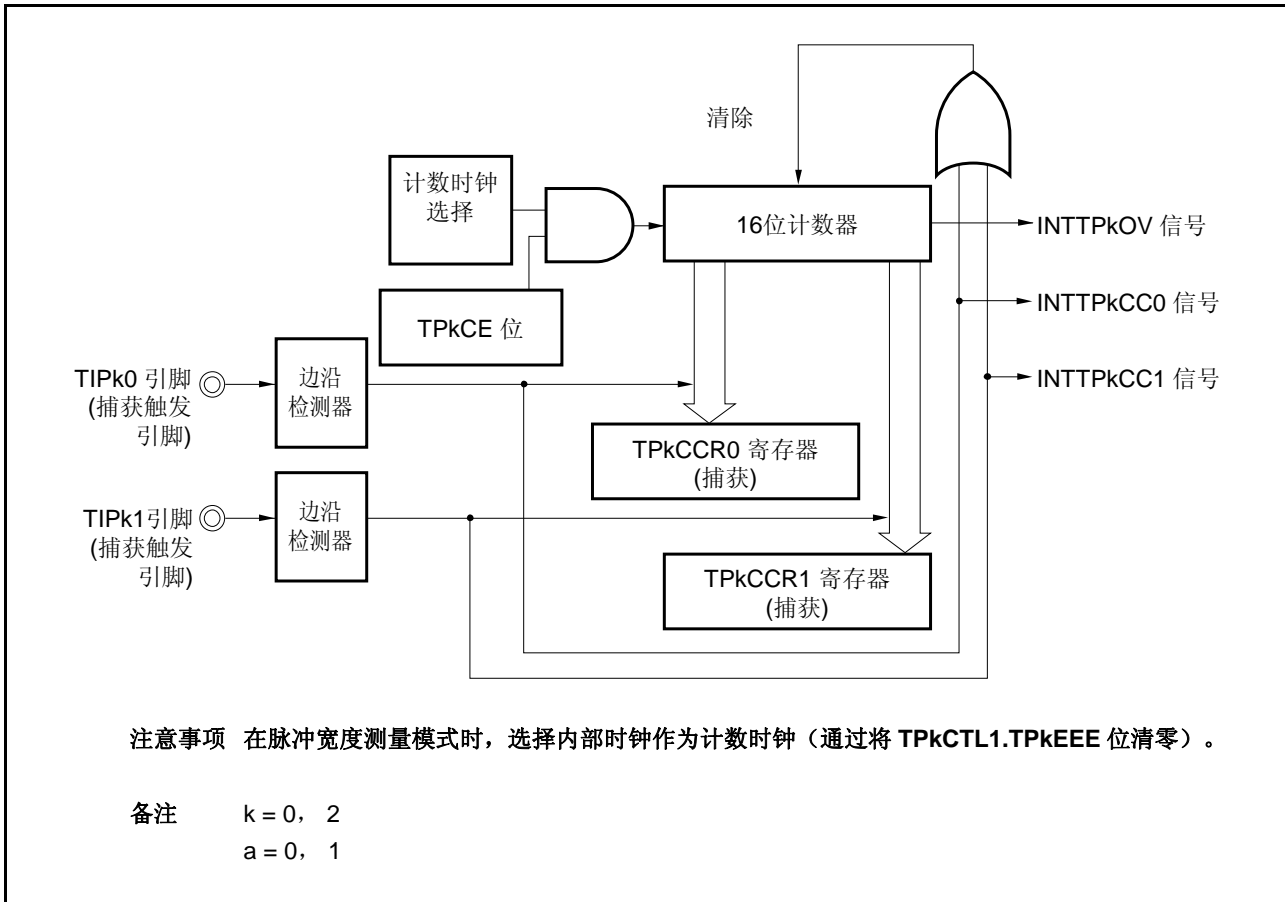 清除
计数时钟
选择
16位计数器
INTTPkOV 信号
INTTPkCC0 信号
TPkCE 位
INTTPkCC1 信号
TIPk0 引脚
(捕获触发
引脚)
边沿
检测器
TPkCCR0 寄存器
(捕获)
TIPk1引脚
(捕获触发
引脚)
边沿
检测器
TPkCCR1 寄存器
(捕获)
注意事项 在脉冲宽度测量模式时，选择内部时钟作为计数时钟（通过将 TPkCTL1.TPkEEE 位清零）。
备注 k = 0， 2
a = 0， 1